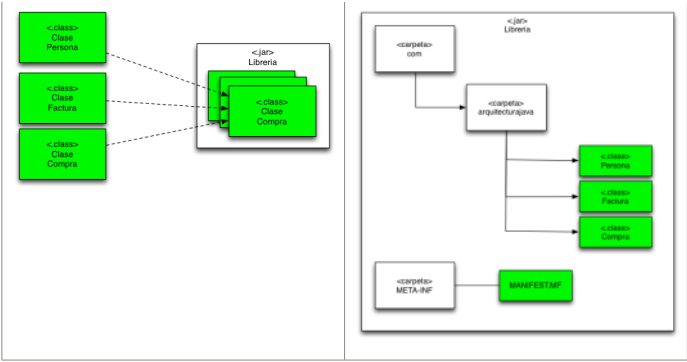 <.class>
Clase
Persona
<.class>
Clase
Factura
<.class>
Clase
Compra
<.jar>
Libreria
<.class>
Clase
Compra
<.jar>
Libreria
<carpeta>
com
<carpeta>
arquitecturajava
<.class>
Persona
<.class>
Factura
<.class>
Compra
<carpeta>
META-INF
MANIFEST.MF